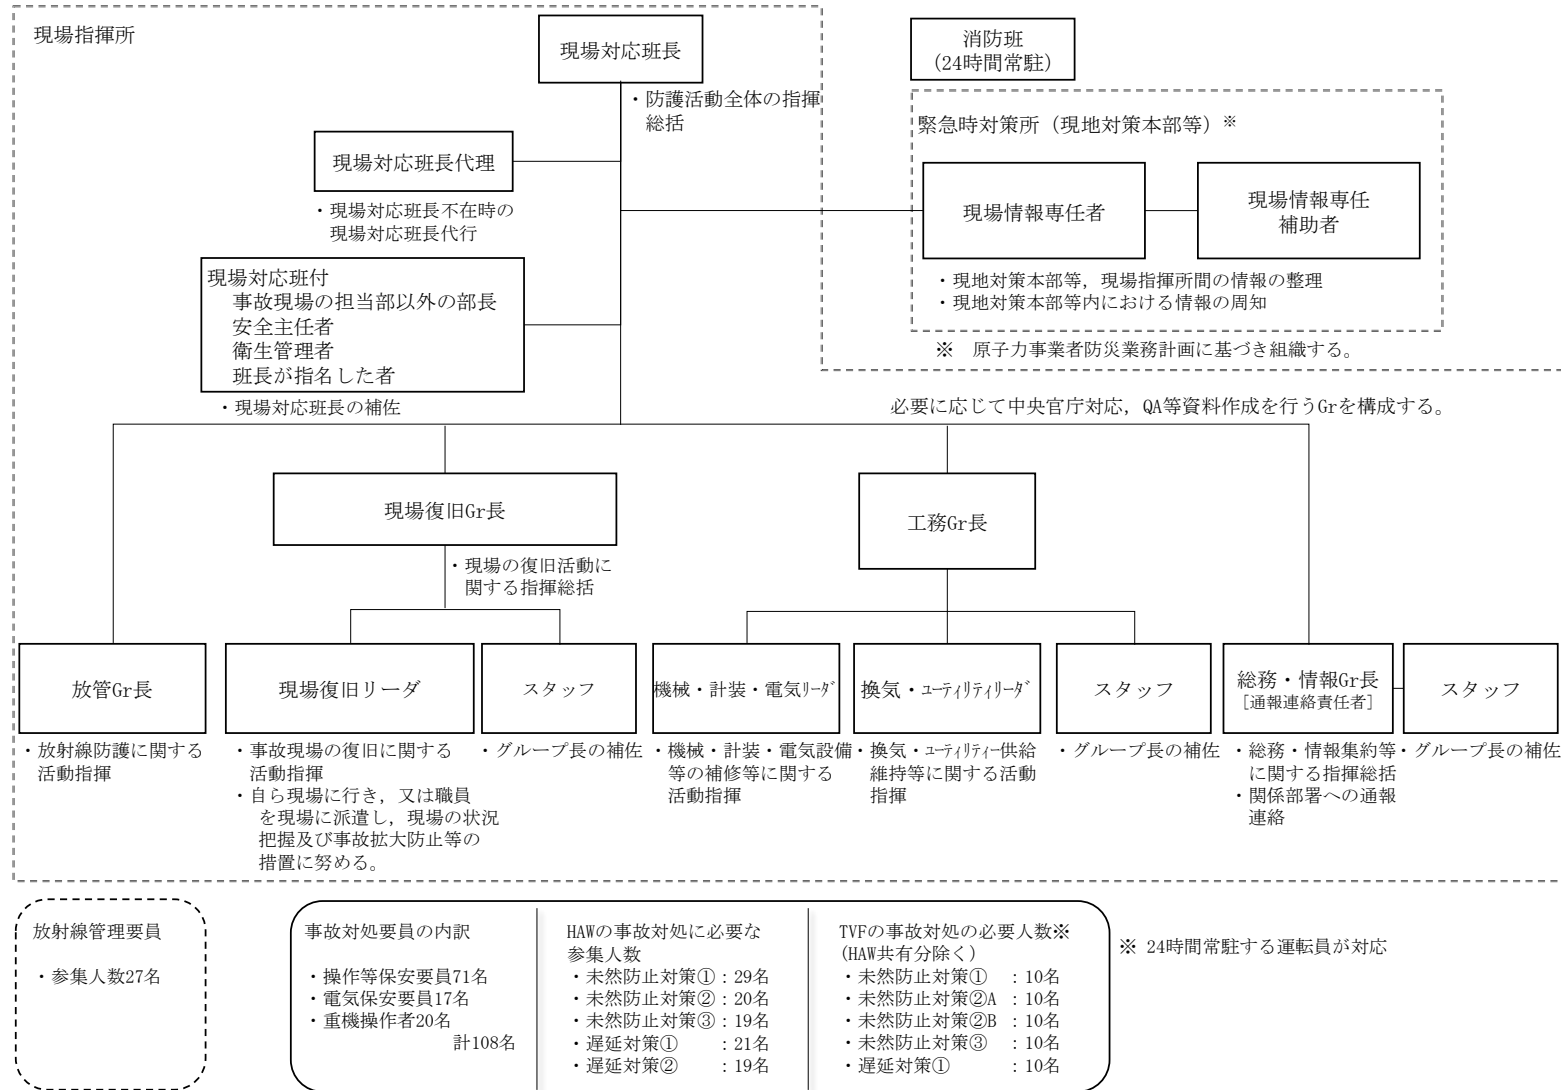 現場指揮所
現場対応班長
・防護活動全体の指揮
総括
消防班
(24時間常駐)
緊急時対策所（現地対策本部等）※
現場対応班長代理
・現場対応班長不在時の
現場対応班長代行
現場情報専任者
現場情報専任
補助者
・現地対策本部等，現場指揮所間の情報の整理
・現地対策本部等内における情報の周知
※　原子力事業者防災業務計画に基づき組織する。
現場対応班付
事故現場の担当部以外の部長
安全主任者
衛生管理者
班長が指名した者
・現場対応班長の補佐
必要に応じて中央官庁対応，QA等資料作成を行うGrを構成する。
現場復旧Gr長
・現場の復旧活動に
関する指揮総括
工務Gr長
放管Gr長
・放射線防護に関する
活動指揮
現場復旧リーダ
・事故現場の復旧に関する
活動指揮
・自ら現場に行き，又は職員
を現場に派遣し，現場の状況
把握及び事故拡大防止等の
措置に努める。
スタッフ
・グループ長の補佐
機械・計装・電気ﾘｰﾀﾞ
・機械・計装・電気設備
等の補修等に関する
活動指揮
換気・ﾕｰﾃｨﾘﾃｨﾘｰﾀﾞ
・換気・ﾕｰﾃｨﾘﾃｨｰ供給
維持等に関する活動
指揮
スタッフ
・グループ長の補佐
総務・情報Gr長
[通報連絡責任者]
・総務・情報集約等
に関する指揮総括
・関係部署への通報
連絡
スタッフ
・グループ長の補佐
放射線管理要員
・参集人数27名
事故対処要員の内訳
・操作等保安要員71名
・電気保安要員17名
・重機操作者20名
計108名
HAWの事故対処に必要な
参集人数
・未然防止対策①：29名
・未然防止対策②：20名
・未然防止対策③：19名
・遅延対策①　　：21名
・遅延対策②　　：19名
TVFの事故対処の必要人数※
(HAW共有分除く)
・未然防止対策①　：10名
・未然防止対策②A ：10名
・未然防止対策②B ：10名
・未然防止対策③　：10名
・遅延対策①　　　：10名
※ 24時間常駐する運転員が対応